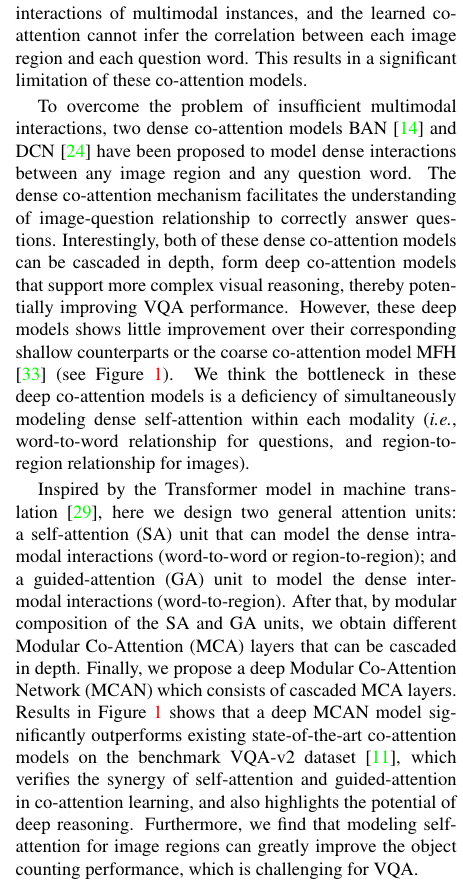 interactions of multimodal instances, and the learned co-
attention cannot infer the correlation between each image
region and each question word. This results in a significant
limitation of these co-attention models.
To overcome the problem of insufficient multimodal
interactions, two dense co-attention models BAN [14] and
DCN [24] have been proposed to model dense interactions
between any image region and any question word. The
dense co-attention mechanism facilitates the understanding
of image-question relationship to correctly answer ques-
tions. Interestingly, both of these dense co-attention models
can be cascaded in depth, form deep co-attention models
that support more complex visual reasoning, thereby poten-
tially improving VQA performance. However, these deep
models shows little improvement over their corresponding
shallow counterparts or the coarse co-attention model MFH
[33] (see Figure 1). We think the bottleneck in these
deep co-attention models is a deficiency of simultaneously
modeling dense self-attention within each modality (i.e.,
word-to-word relationship for questions, and region-to-
region relationship for images).
Inspired by the Transformer model in machine trans-
lation [29], here we design two general attention units:
a self-attention (SA) unit that can model the dense intra-
modal interactions (word-to-word or region-to-region); and
a guided-attention (GA) unit to model the dense inter-
modal interactions (word-to-region). After that, by modular
composition of the SA and GA units, we obtain different
Modular Co-Attention (MCA) layers that can be cascaded
in depth. Finally, we propose a deep Modular Co-Attention
Network (MCAN) which consists of cascaded MCA layers.
Results in Figure 1 shows that a deep MCAN model sig-
nificantly outperforms existing state-of-the-art co-attention
models on the benchmark VQA-v2 dataset [11], which
verifies the synergy of self-attention and guided-attention
in co-attention learning, and also highlights the potential of
deep reasoning. Furthermore, we find that modeling self-
attention for image regions can greatly improve the object
counting performance, which is challenging for VQA.